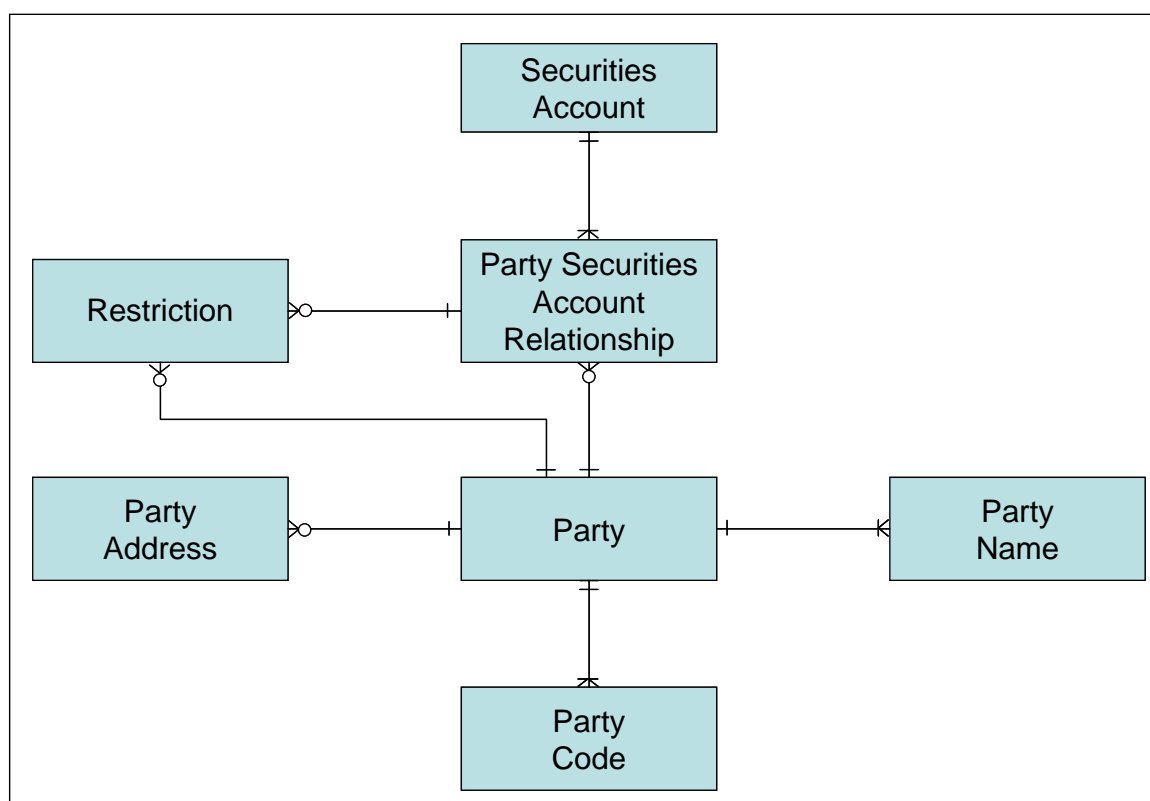 Securities
Account
Restriction
Party Securities
Account
Relationship
Party
Address
Party
Party
Name
Party
Code